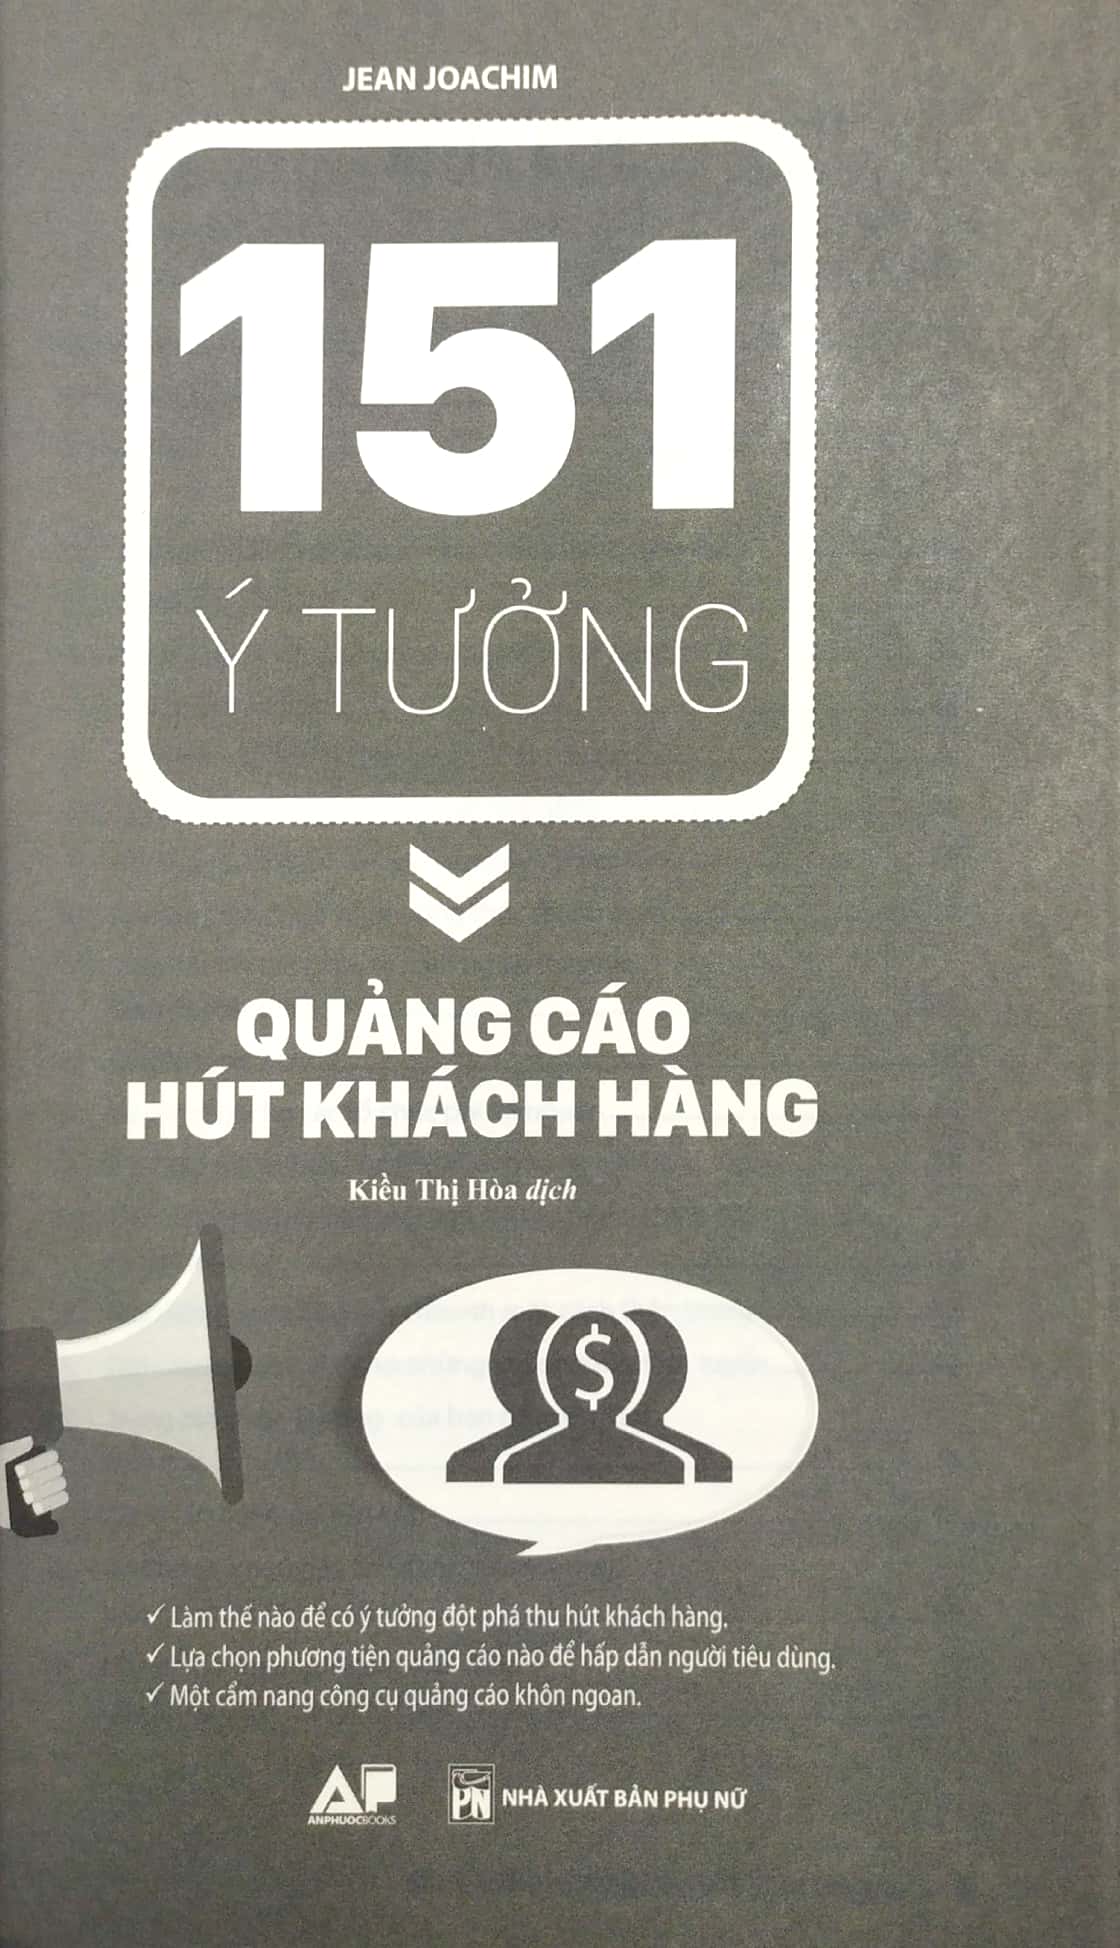 JEAN JOACHIM
151
Ý TƯỞNG
QUẢNG CÁO
HÚT KHÁCH HÀNG
Kiều Thị Hòa dịch
$
✓ Làm thế nào để có ý tưởng đột phá thu hút khách hàng.
✓ Lựa chọn phương tiện quảng cáo nào để hấp dẫn người tiêu dùng.
✓ Một cẩm nang công cụ quảng cáo khôn ngoan.
AP
ANPHUOCBOOKS
PN NHÀ XUẤT BẢN PHỤ NỮ